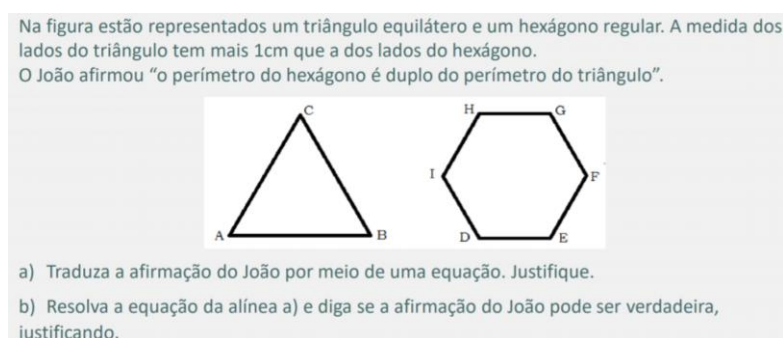 Na figura estão representados um triângulo equilátero e um hexágono regular. A medida dos
lados do triângulo tem mais 1cm que a dos lados do hexágono.
O João afirmou “o perímetro do hexágono é duplo do perímetro do triângulo”.
C
H
G
I
F
A
B
D
E
a) Traduza a afirmação do João por meio de uma equação. Justifique.
b) Resolva a equação da alínea a) e diga se a afirmação do João pode ser verdadeira,
justificando.